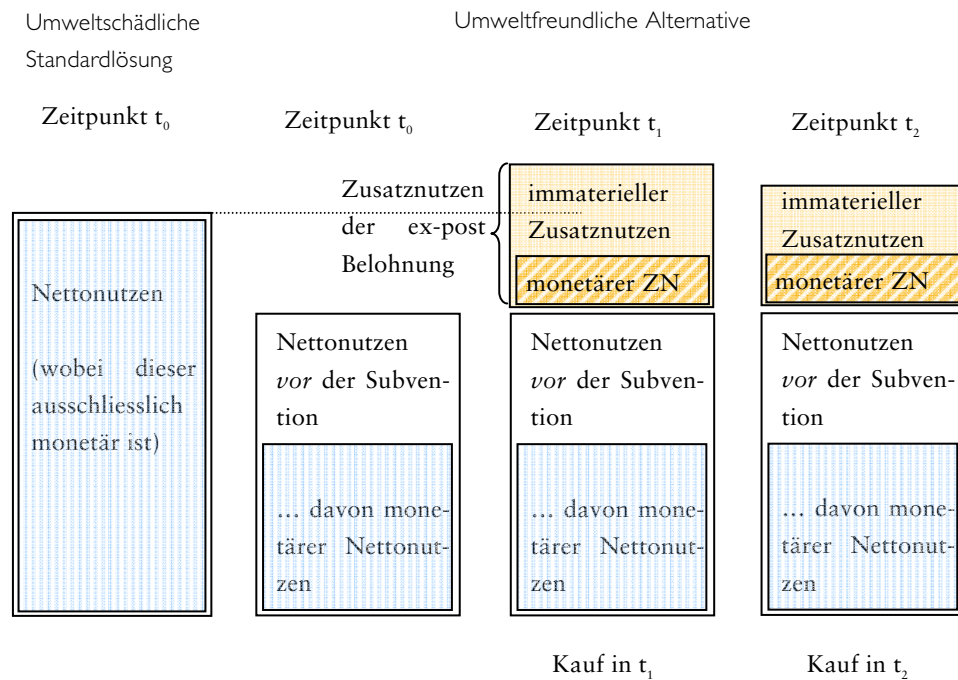 Umweltschädliche
Standardlösung
Umweltfreundliche Alternative
Zeitpunkt t₀
Zeitpunkt t₀
Zeitpunkt t₁
Zeitpunkt t₂
Zusatznutzen
der ex-post
Belohnung
immaterieller
Zusatznutzen
monetärer ZN
immaterieller
Zusatznutzen
monetärer ZN
Nettonutzen
(wobei dieser
ausschliesslich
monetär ist)
Nettonutzen
vor der Subven-
tion
… davon mone-
tärer Nettonut-
zen
Nettonutzen
vor der Subven-
tion
… davon mone-
tärer Nettonut-
zen
Nettonutzen
vor der Subven-
tion
… davon mone-
tärer Nettonut-
zen
Kauf in t₁
Kauf in t₂